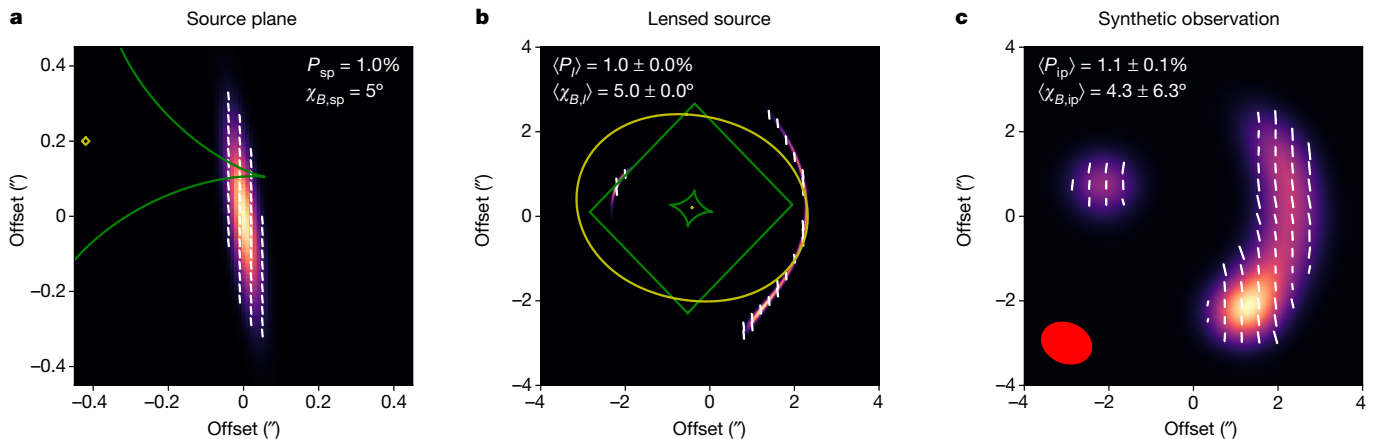 a
Source plane
P_sp = 1.0%
χ_B,sp = 5°
0.4
0.2
0
−0.2
−0.4
Offset (″)
−0.4
−0.2
0
0.2
0.4
Offset (″)
b
Lensed source
⟨P_l⟩ = 1.0 ± 0.0%
⟨χ_B,l⟩ = 5.0 ± 0.0°
4
2
0
−2
−4
Offset (″)
−4
−2
0
2
4
Offset (″)
c
Synthetic observation
⟨P_ip⟩ = 1.1 ± 0.1%
⟨χ_B,ip⟩ = 4.3 ± 6.3°
4
2
0
−2
−4
Offset (″)
−4
−2
0
2
4
Offset (″)